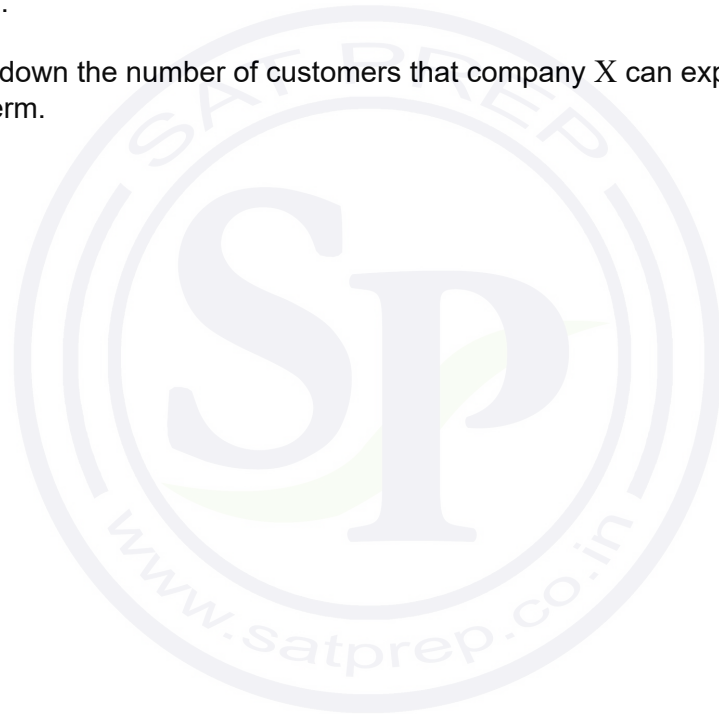 .
down the number of customers that company X can exp
erm.
SAT PREP
SP
www.satprep.co.in